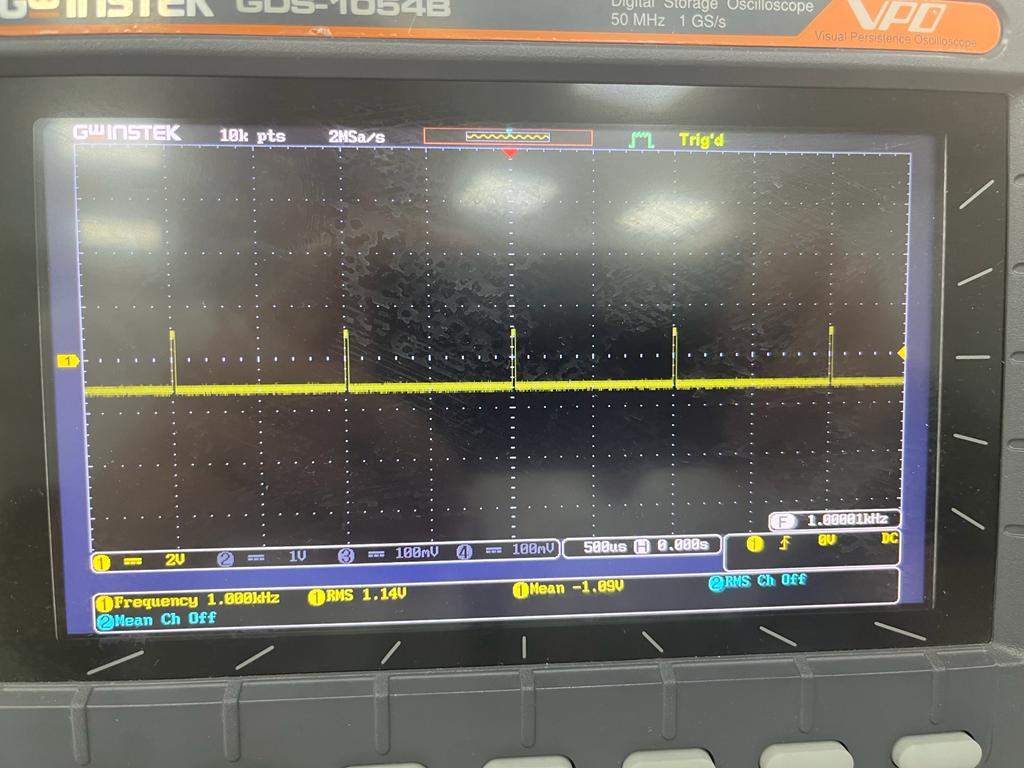 GWINSTEK GDS-1054B Digital Storage Oscilloscope
50 MHz 1 GS/s
VPO
Visual Persistence Oscilloscope
GWINSTEK 10k pts 2MSa/s Trig'd
1
F 1.00001kHz
1 2V 2 1V 3 100mV 4 100mV 500us H 0.000s 1 0V DC
1 Frequency 1.000kHz 1 RMS 1.14V 1 Mean -1.09V 2 RMS Ch Off
2 Mean Ch Off